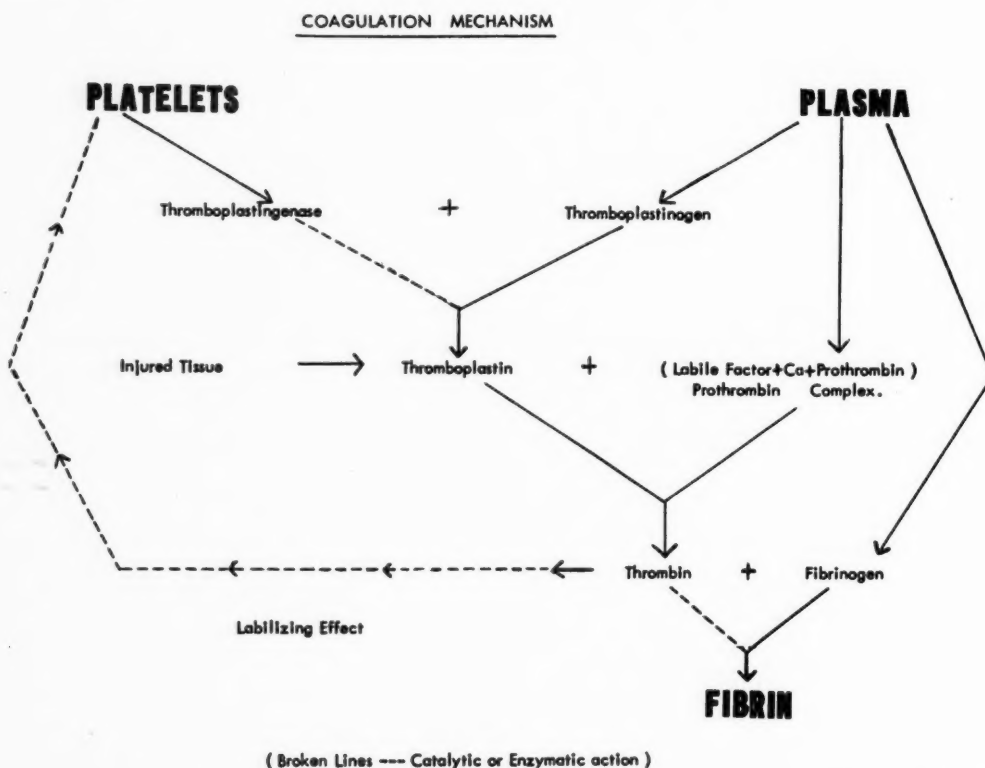 COAGULATION MECHANISM
PLATELETS
PLASMA
Thromboplastingenase + Thromboplastinogen
Injured Tissue
Thromboplastin + ( Labile Factor+Ca+Prothrombin )
Prothrombin Complex.
Thrombin + Fibrinogen
Labilizing Effect
FIBRIN
( Broken Lines --- Catalytic or Enzymatic action )